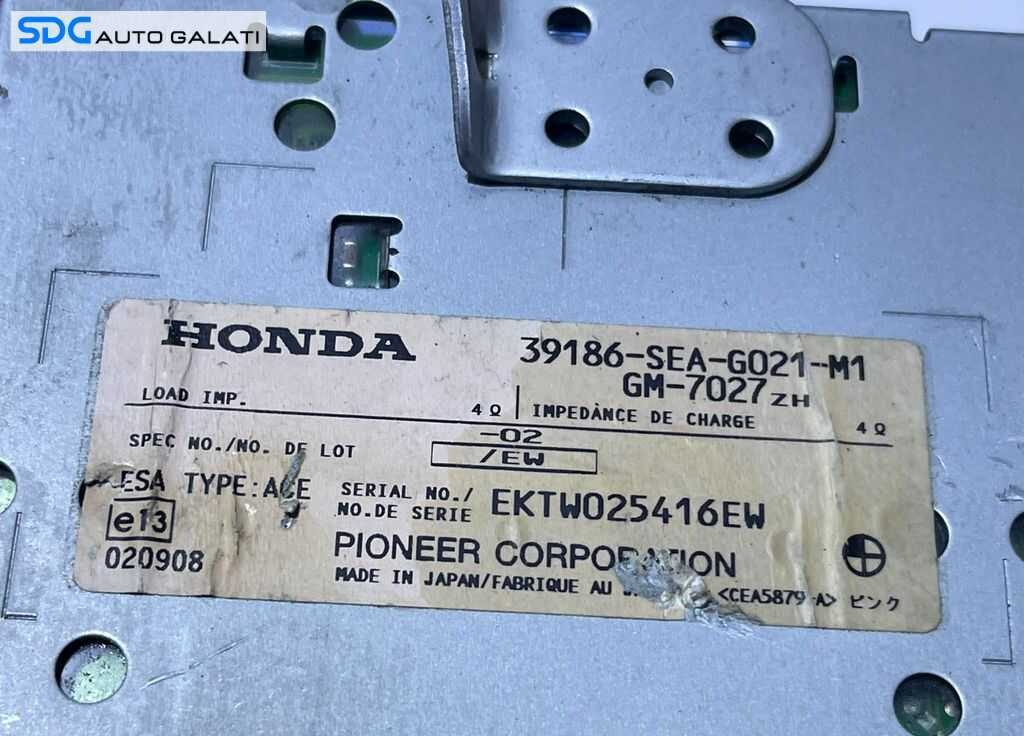 SDG AUTO GALATI
HONDA 39186-SEA-G021-M1
GM-7027ZH
LOAD IMP. 4Ω IMPEDÀNCE DE CHARGE 4Ω
SPEC NO./NO. DE LOT -02
/EW
ESA TYPE:
e13 SERIAL NO./ EKTW025416EW
NO.DE SERIE
020908 PIONEER CORPORATION
MADE IN JAPAN/FABRIQUE AU <CEA5879-A> ピンク